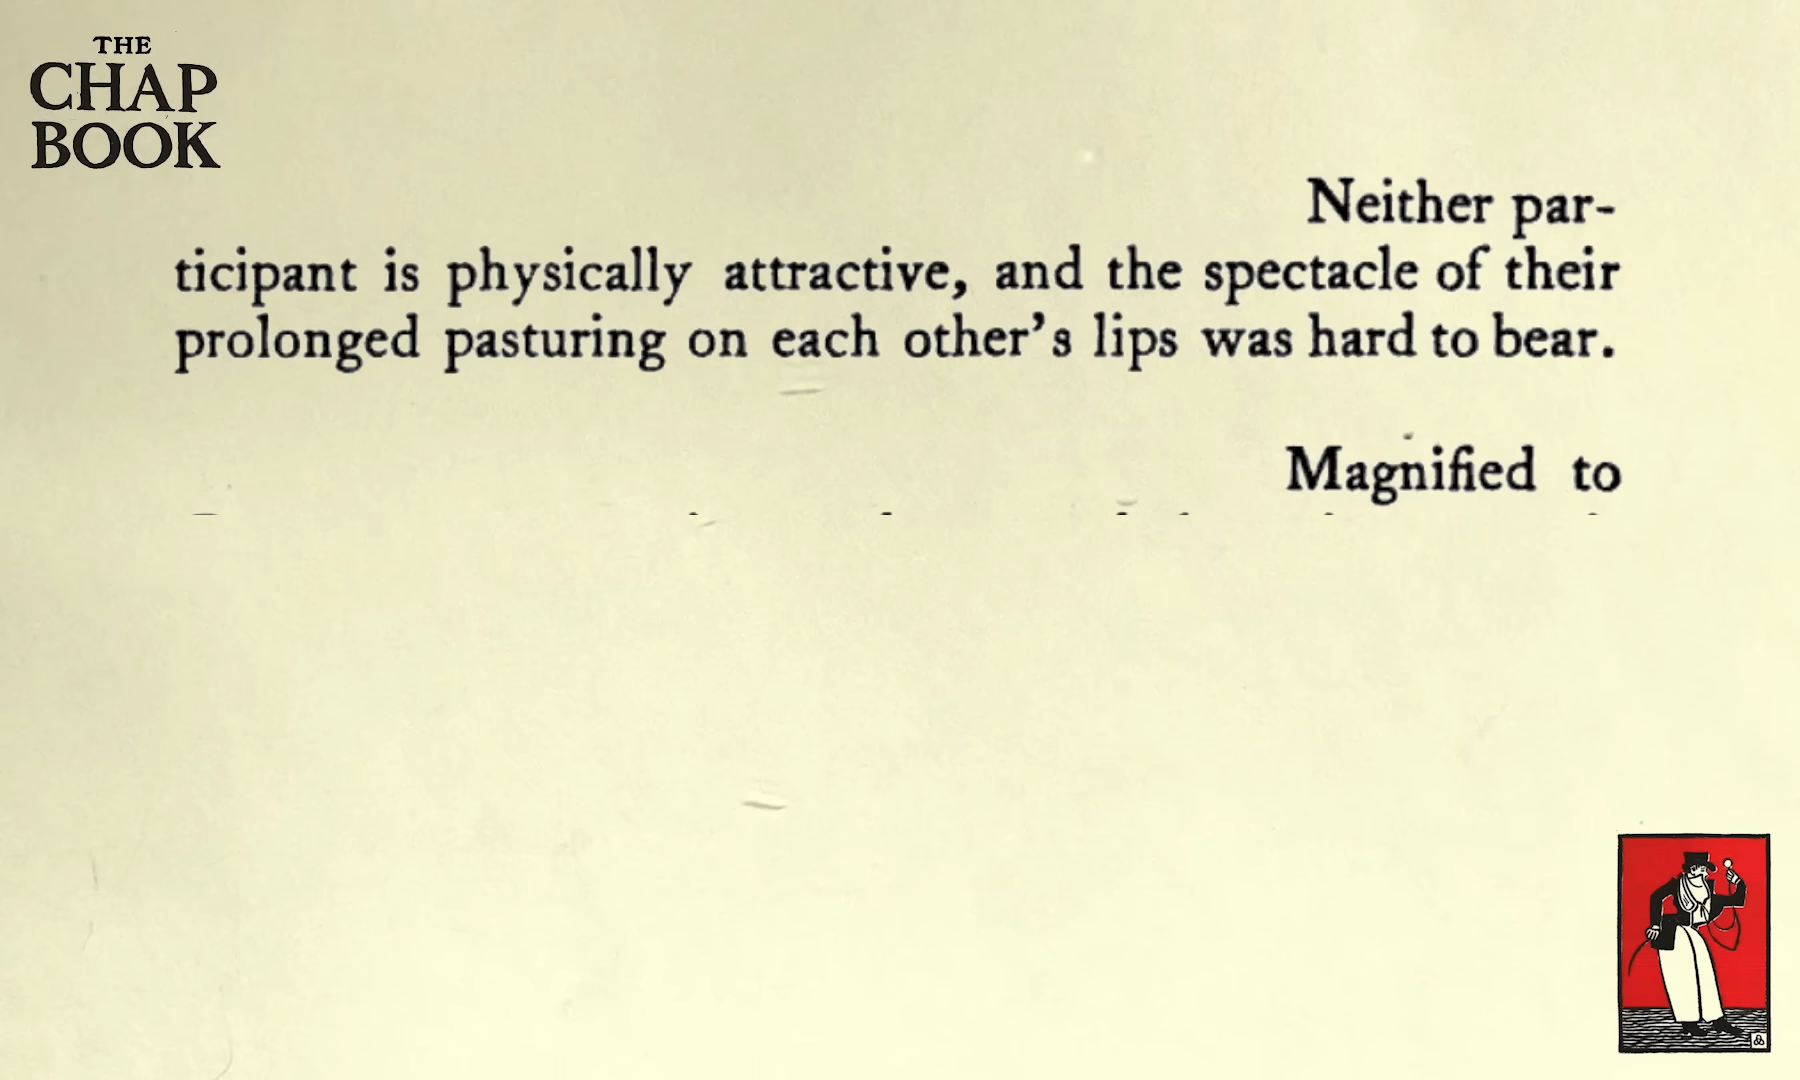 THE
CHAP
BOOK
Neither par-
ticipant is physically attractive, and the spectacle of their
prolonged pasturing on each other’s lips was hard to bear.
Magnified to